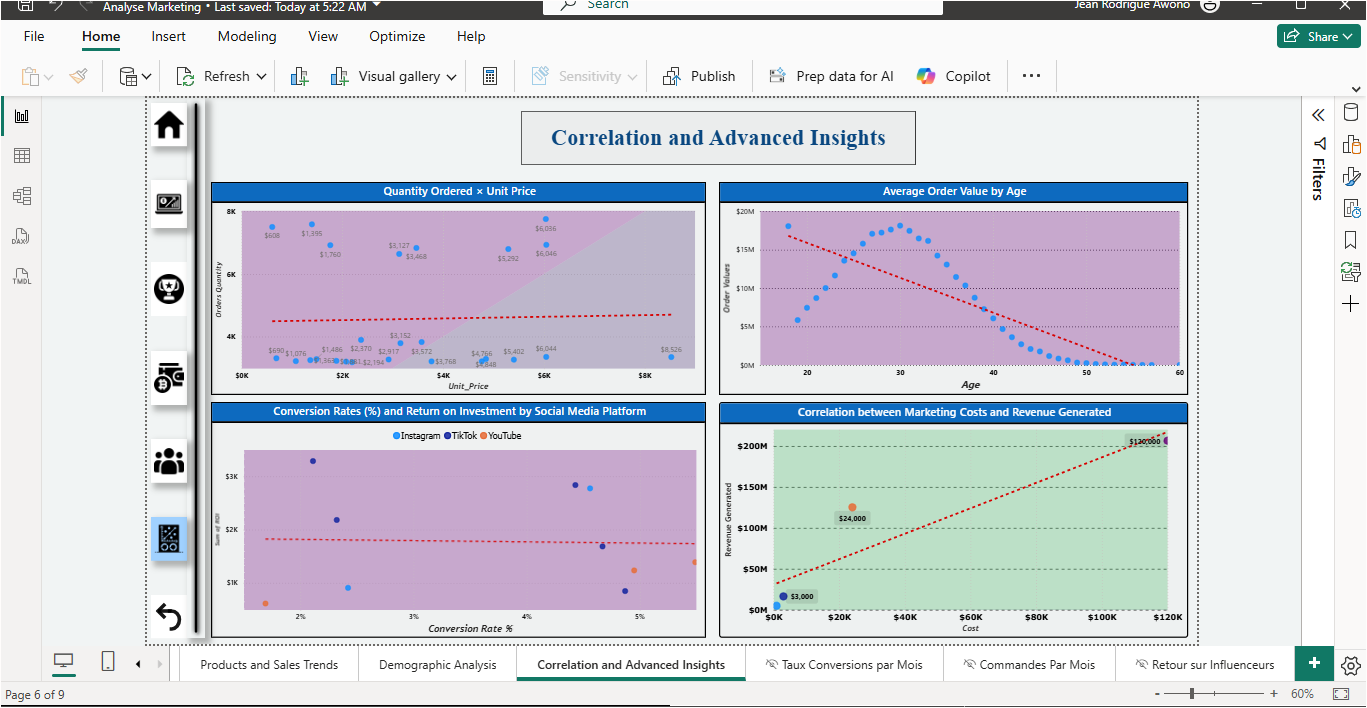 Analyse Marketing • Last saved: Today at 5:22 AM
Search
Jean Rodrigue Awono
File Home Insert Modeling View Optimize Help
Share
Refresh Visual gallery Sensitivity Publish Prep data for AI Copilot
DAX
TMDL
Filters
Correlation and Advanced Insights
Quantity Ordered × Unit Price
8K
6K
4K
Orders Quantity
$608 $1,395 $1,760 $3,127 $3,468 $5,292 $6,036 $6,046
$690 $1,076 $1,486 $2,370 $2,194 $2,917 $3,152 $3,572 $3,768 $4,766 $5,402 $6,044 $8,526
$0K $2K $4K $6K $8K
Unit_Price
Average Order Value by Age
$20M
$15M
$10M
$5M
$0M
Order Values
20 30 40 50 60
Age
Conversion Rates (%) and Return on Investment by Social Media Platform
Instagram TikTok YouTube
$3K
$2K
$1K
Sum of ROI
2% 3% 4% 5%
Conversion Rate %
Correlation between Marketing Costs and Revenue Generated
$200M
$150M
$100M
$50M
$0M
Revenue Generated
$120,000
$24,000
$3,000
$0K $20K $40K $60K $80K $100K $120K
Cost
Products and Sales Trends Demographic Analysis Correlation and Advanced Insights Taux Conversions par Mois Commandes Par Mois Retour sur Influenceurs
Page 6 of 9
- + 60%